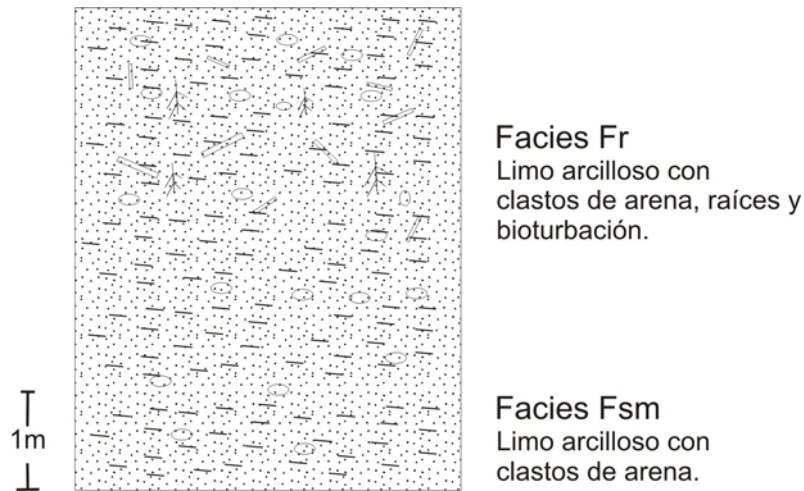 Facies Fr
Limo arcilloso con
clastos de arena, raíces y
bioturbación.
1m
Facies Fsm
Limo arcilloso con
clastos de arena.